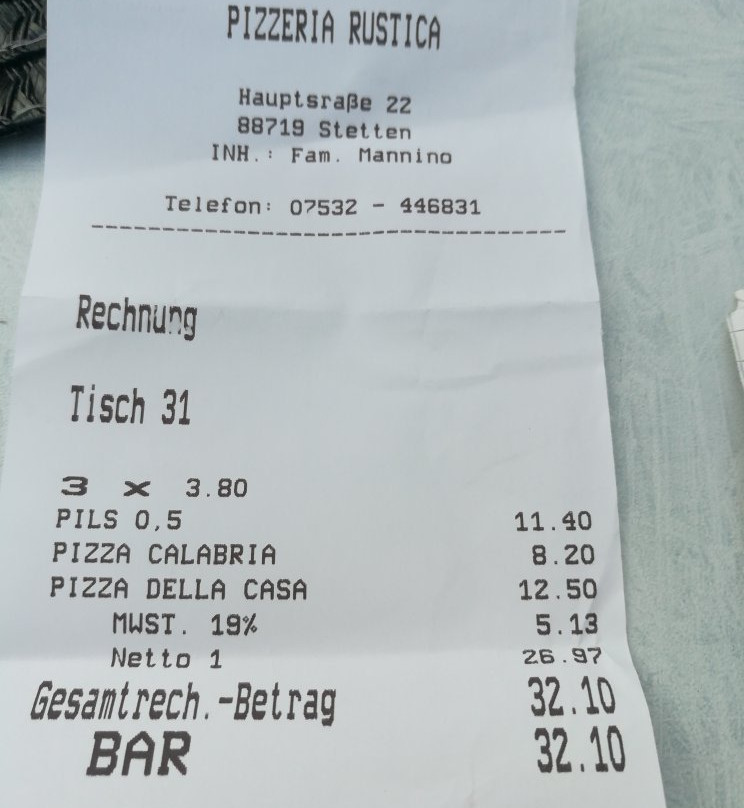 PIZZERIA RUSTICA
Hauptsraße 22
88719 Stetten
INH.: Fam. Mannino
Telefon: 07532 - 446831
Rechnung
Tisch 31
3 x 3.80
PILS 0,5 11.40
PIZZA CALABRIA 8.20
PIZZA DELLA CASA 12.50
MWST. 19% 5.13
Netto 1 26.97
Gesamtrech.-Betrag 32.10
BAR 32.10